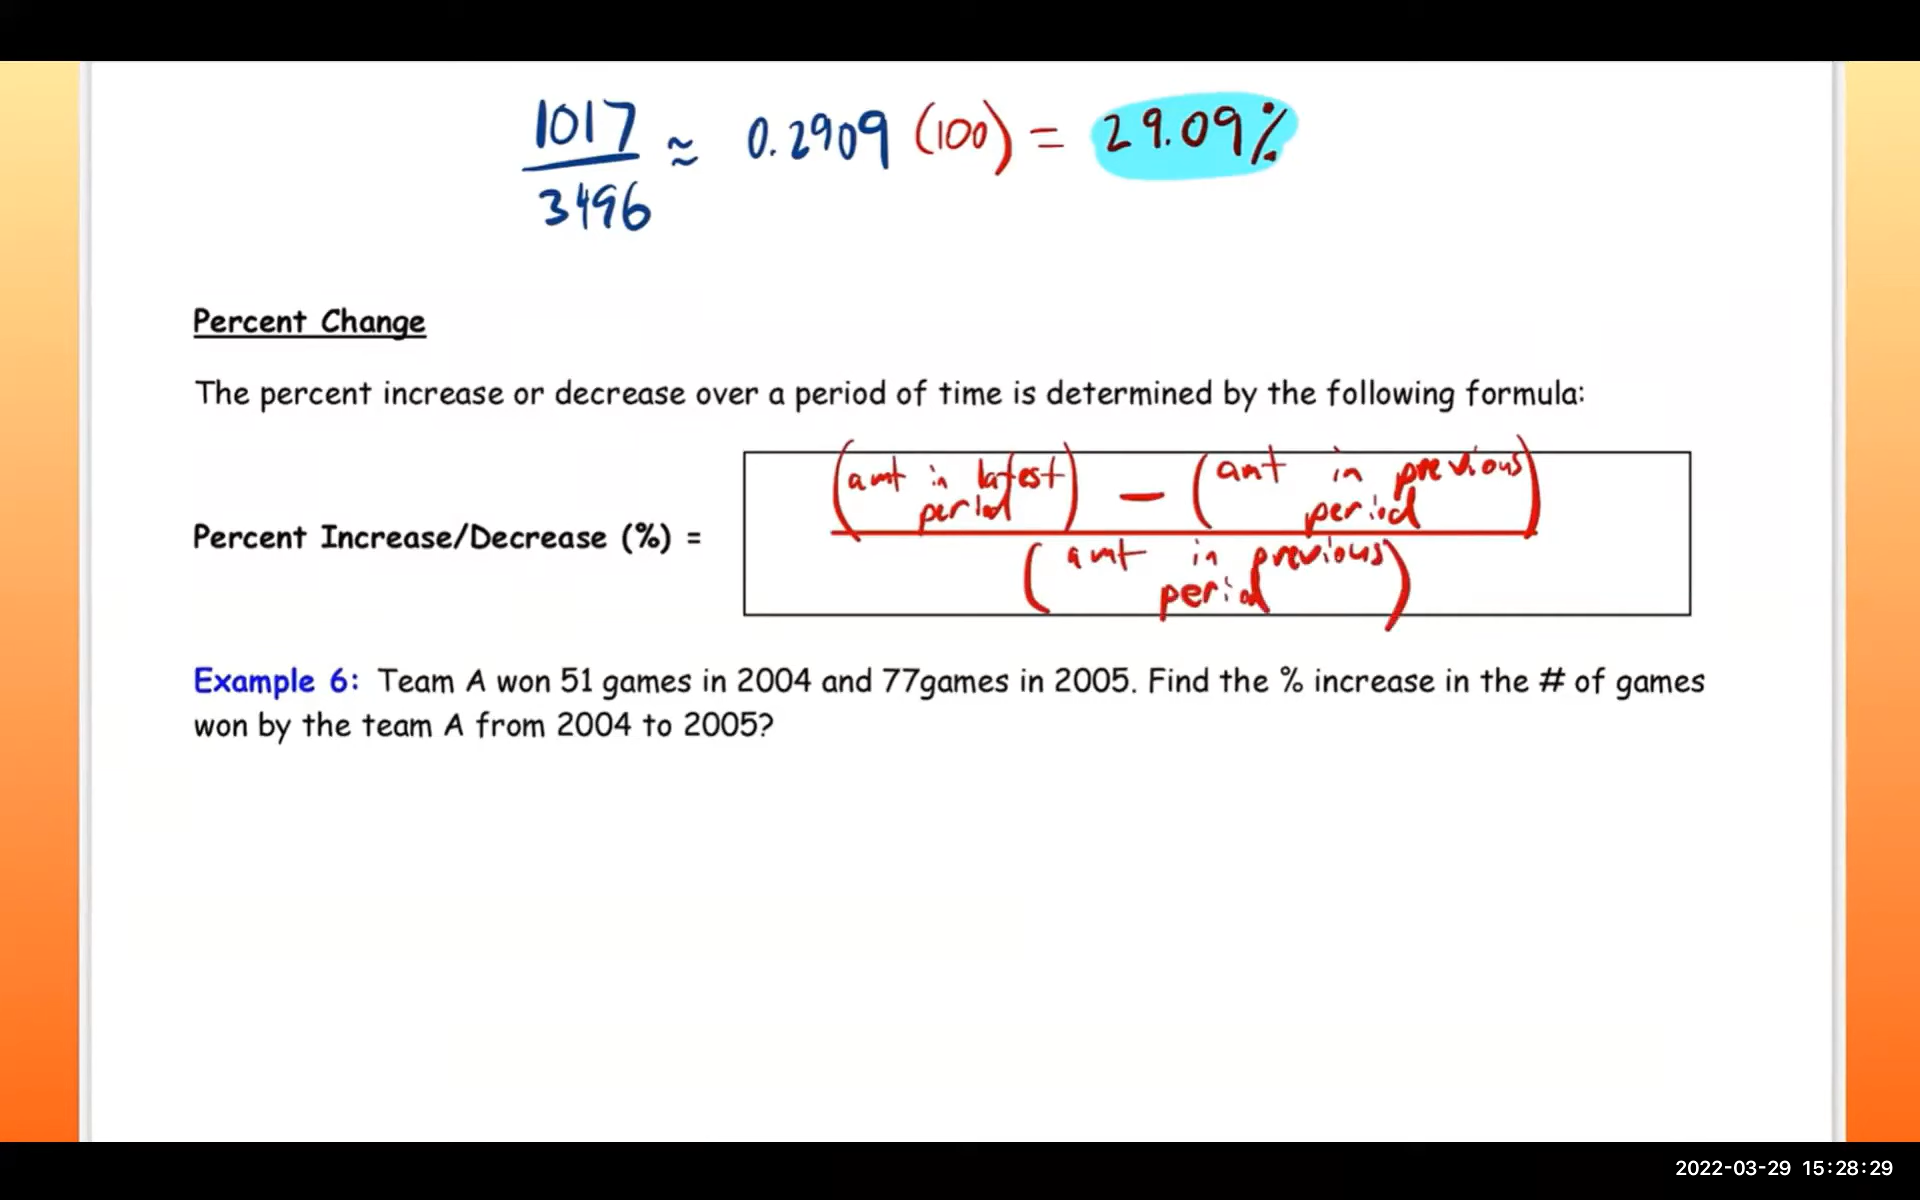 1017
≈ 0.2909 (100) = 29.09%
3496
Percent Change
The percent increase or decrease over a period of time is determined by the following formula:
(amt in latest period) − (amt in previous period)
Percent Increase/Decrease (%) =
(amt in previous period)
Example 6: Team A won 51 games in 2004 and 77games in 2005. Find the % increase in the # of games
won by the team A from 2004 to 2005?
2022-03-29 15:28:29